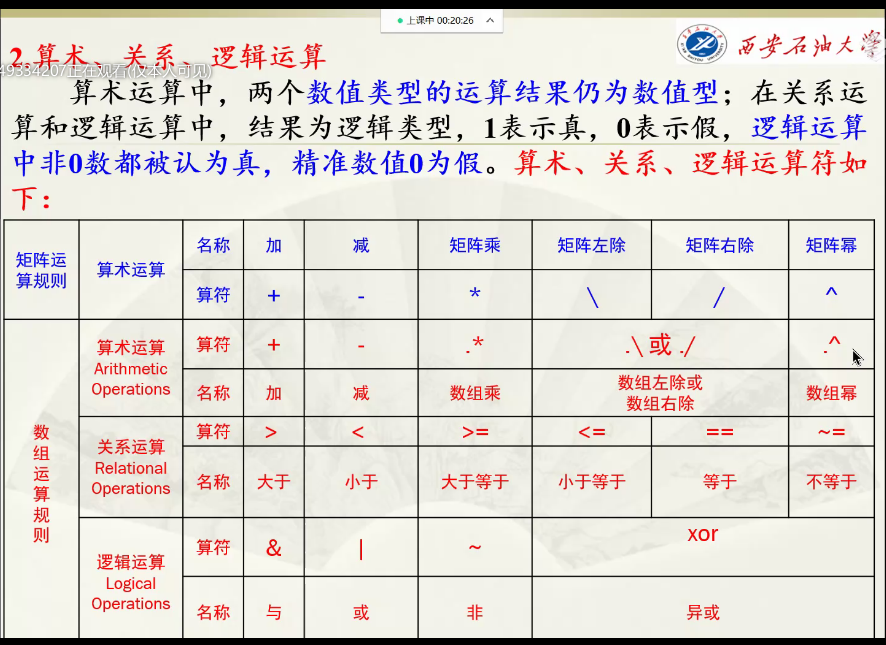 上课中 00:20:26
西安石油大学
2.算术、关系、逻辑运算
49334207正在观看(仅本人可见)
算术运算中，两个数值类型的运算结果仍为数值型；在关系运
算和逻辑运算中，结果为逻辑类型，1表示真，0表示假，逻辑运算
中非0数都被认为真，精准数值0为假。算术、关系、逻辑运算符如
下：
矩阵运
算规则
算术运算
名称 加 减 矩阵乘 矩阵左除 矩阵右除 矩阵幂
算符 + - * \ / ^
数组运算规则
算术运算
Arithmetic
Operations
算符 + - .* .\ 或 ./ .^
名称 加 减 数组乘 数组左除或
数组右除 数组幂
关系运算
Relational
Operations
算符 > < >= <= == ~=
名称 大于 小于 大于等于 小于等于 等于 不等于
逻辑运算
Logical
Operations
算符 & | ~ xor
名称 与 或 非 异或